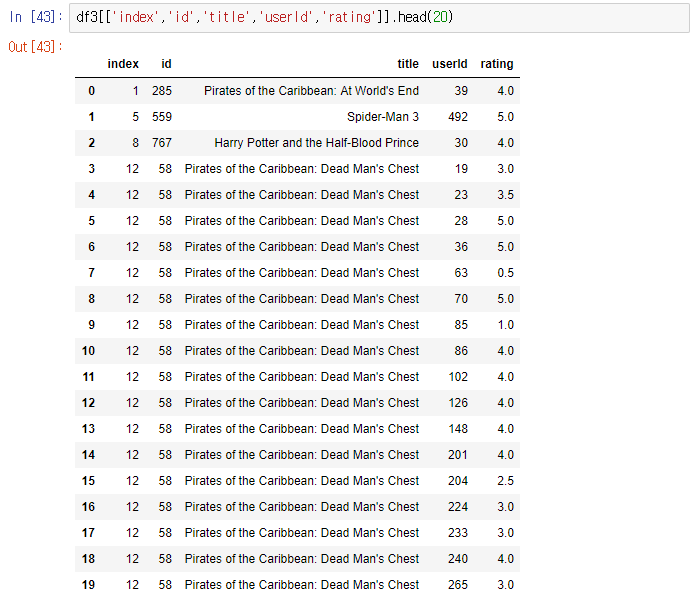 In [43]: df3[['index','id','title','userId','rating']].head(20)
Out[43]:
index id title userId rating
0 1 285 Pirates of the Caribbean: At World's End 39 4.0
1 5 559 Spider-Man 3 492 5.0
2 8 767 Harry Potter and the Half-Blood Prince 30 4.0
3 12 58 Pirates of the Caribbean: Dead Man's Chest 19 3.0
4 12 58 Pirates of the Caribbean: Dead Man's Chest 23 3.5
5 12 58 Pirates of the Caribbean: Dead Man's Chest 28 5.0
6 12 58 Pirates of the Caribbean: Dead Man's Chest 36 5.0
7 12 58 Pirates of the Caribbean: Dead Man's Chest 63 0.5
8 12 58 Pirates of the Caribbean: Dead Man's Chest 70 5.0
9 12 58 Pirates of the Caribbean: Dead Man's Chest 85 1.0
10 12 58 Pirates of the Caribbean: Dead Man's Chest 86 4.0
11 12 58 Pirates of the Caribbean: Dead Man's Chest 102 4.0
12 12 58 Pirates of the Caribbean: Dead Man's Chest 126 4.0
13 12 58 Pirates of the Caribbean: Dead Man's Chest 148 4.0
14 12 58 Pirates of the Caribbean: Dead Man's Chest 201 4.0
15 12 58 Pirates of the Caribbean: Dead Man's Chest 204 2.5
16 12 58 Pirates of the Caribbean: Dead Man's Chest 224 3.0
17 12 58 Pirates of the Caribbean: Dead Man's Chest 233 3.0
18 12 58 Pirates of the Caribbean: Dead Man's Chest 240 4.0
19 12 58 Pirates of the Caribbean: Dead Man's Chest 265 3.0